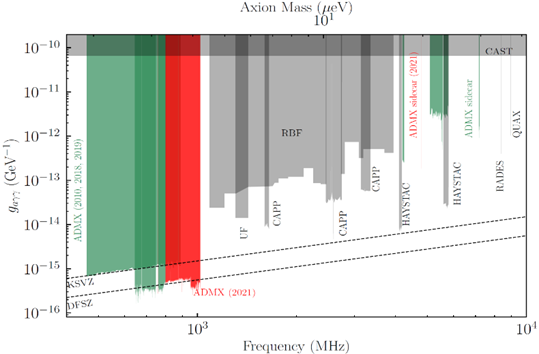 Axion Mass (μeV)
10¹
10⁻¹⁰
10⁻¹¹
10⁻¹²
10⁻¹³
10⁻¹⁴
10⁻¹⁵
10⁻¹⁶
g_{aγγ} (GeV⁻¹)
CAST
ADMX (2010, 2018, 2019)
RBF
UF
CAPP
CAPP
CAPP
HAYSTAC
ADMX sidecar (2021)
HAYSTAC
ADMX sidecar
RADES
QUAX
KSVZ
DFSZ
ADMX (2021)
10³
10⁴
Frequency (MHz)